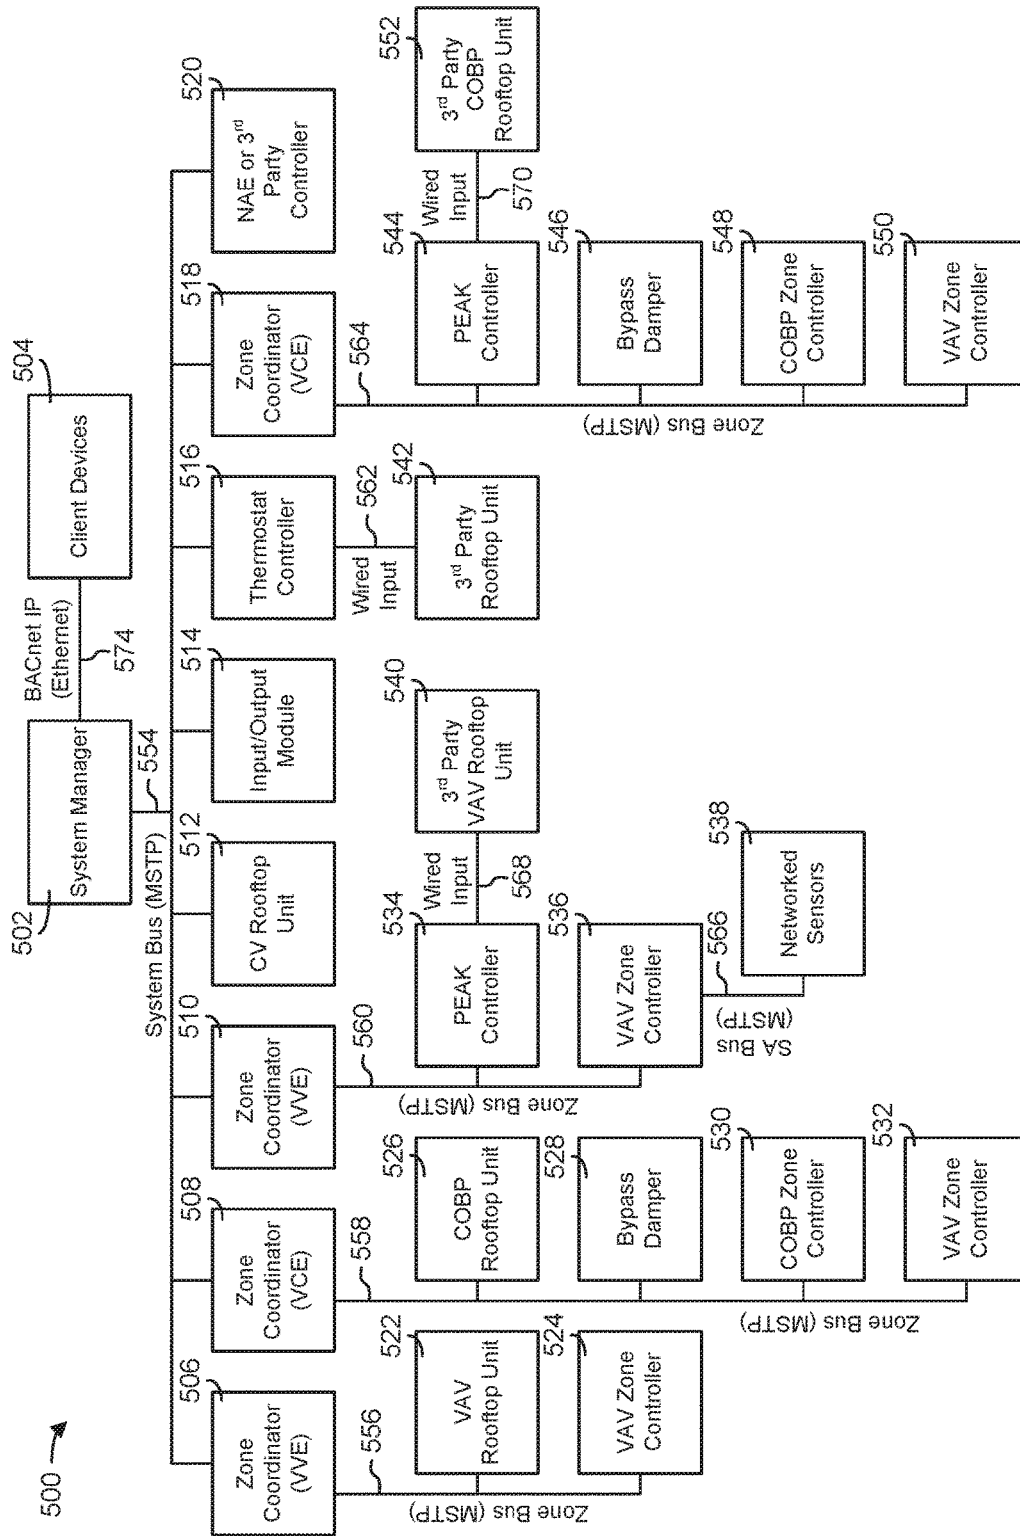 500
502
System Manager
BACnet IP
(Ethernet)
574
504
Client Devices
554
System Bus (MSTP)
506
Zone
Coordinator
(VVE)
508
Zone
Coordinator
(VCE)
510
Zone
Coordinator
(VVE)
512
CV Rooftop
Unit
514
Input/Output
Module
516
Thermostat
Controller
518
Zone
Coordinator
(VCE)
520
NAE or 3rd
Party
Controller
556
Zone Bus (MSTP)
522
VAV
Rooftop Unit
524
VAV Zone
Controller
558
Zone Bus (MSTP)
526
COBP
Rooftop Unit
528
Bypass
Damper
530
COBP Zone
Controller
532
VAV Zone
Controller
560
Zone Bus (MSTP)
534
PEAK
Controller
Wired
Input
568
540
3rd Party
VAV Rooftop
Unit
536
VAV Zone
Controller
566
SA Bus
(MSTP)
538
Networked
Sensors
Wired
Input
562
542
3rd Party
Rooftop Unit
564
Zone Bus (MSTP)
544
PEAK
Controller
Wired
Input
570
552
3rd Party
COBP
Rooftop Unit
546
Bypass
Damper
548
COBP Zone
Controller
550
VAV Zone
Controller